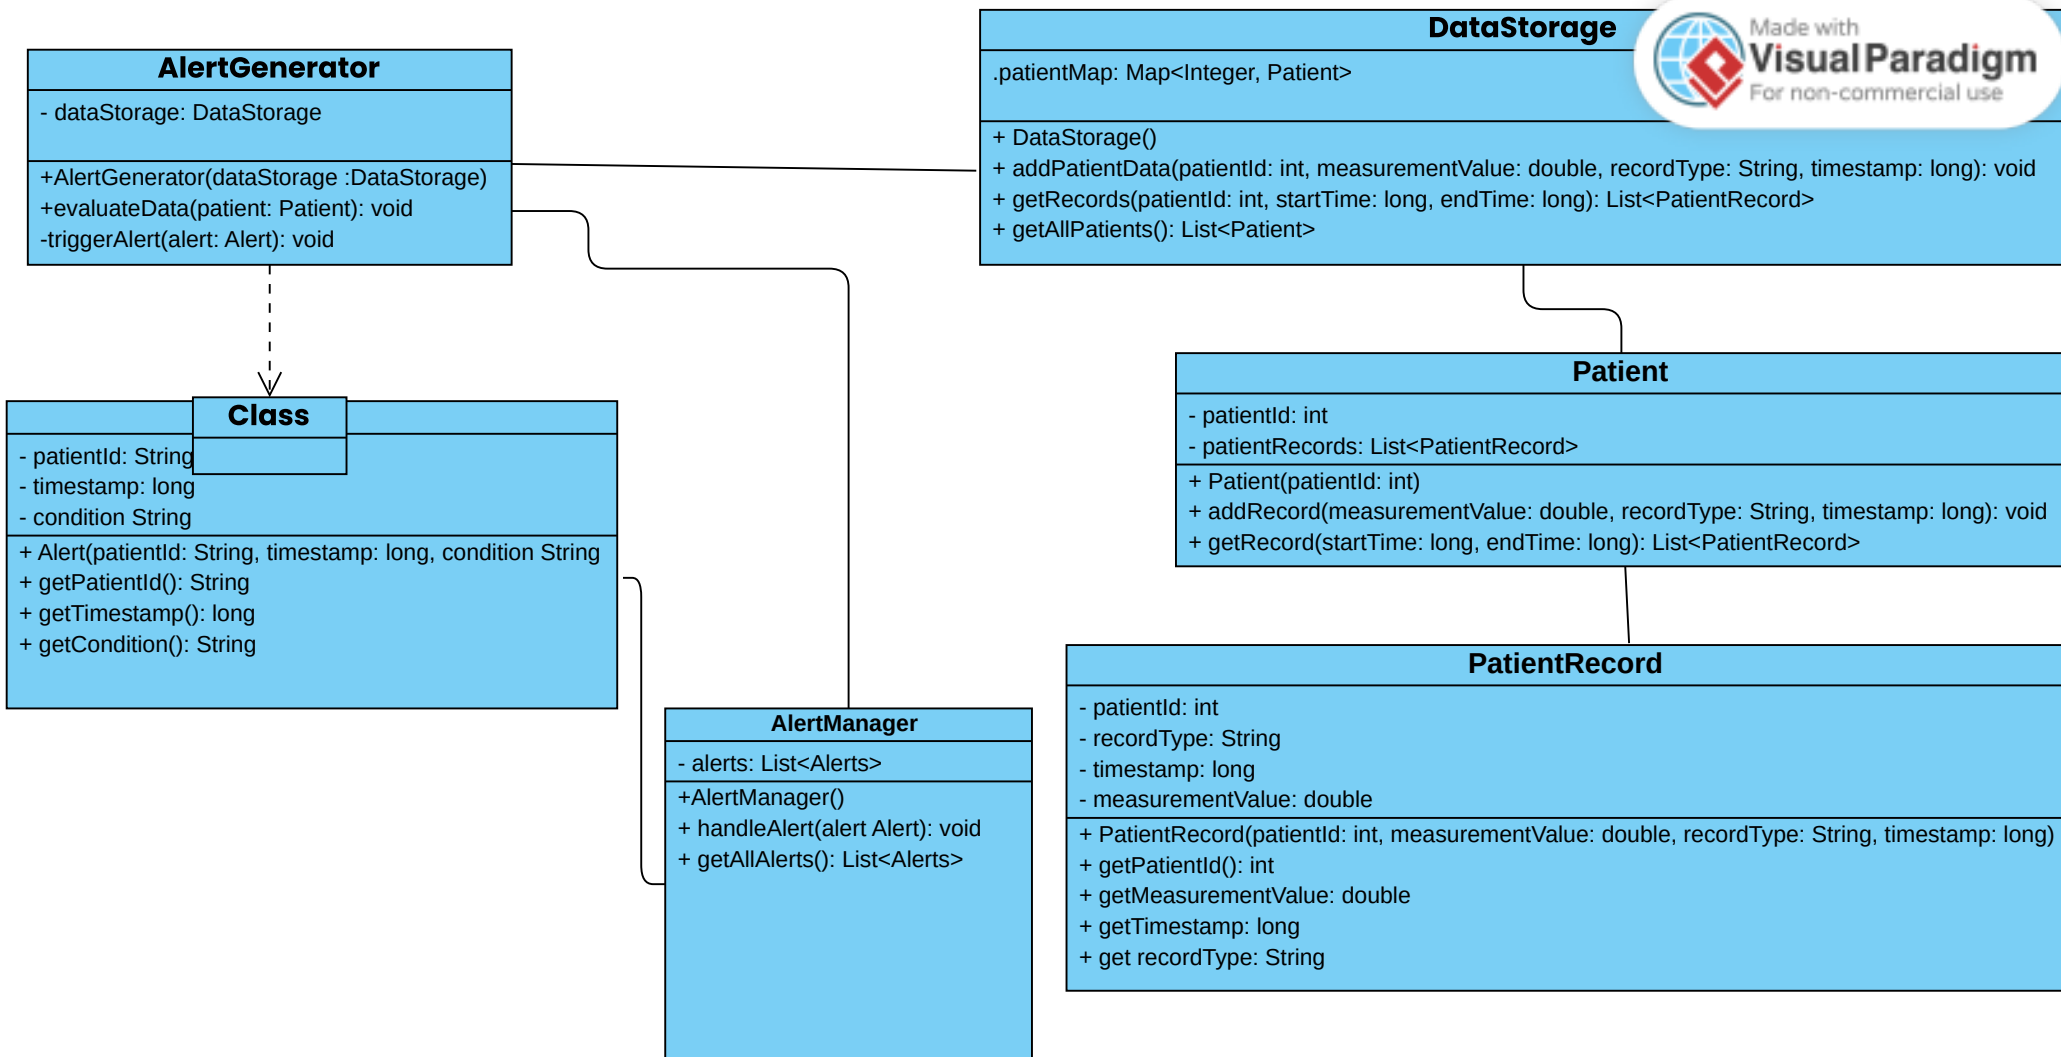 AlertGenerator
- dataStorage: DataStorage
+AlertGenerator(dataStorage :DataStorage)
+evaluateData(patient: Patient): void
-triggerAlert(alert: Alert): void
DataStorage
.patientMap: Map<Integer, Patient>
+ DataStorage()
+ addPatientData(patientId: int, measurementValue: double, recordType: String, timestamp: long): void
+ getRecords(patientId: int, startTime: long, endTime: long): List<PatientRecord>
+ getAllPatients(): List<Patient>
Made with
Visual Paradigm
For non-commercial use
Class
- patientId: String
- timestamp: long
- condition String
+ Alert(patientId: String, timestamp: long, condition String
+ getPatientId(): String
+ getTimestamp(): long
+ getCondition(): String
Patient
- patientId: int
- patientRecords: List<PatientRecord>
+ Patient(patientId: int)
+ addRecord(measurementValue: double, recordType: String, timestamp: long): void
+ getRecord(startTime: long, endTime: long): List<PatientRecord>
AlertManager
- alerts: List<Alerts>
+AlertManager()
+ handleAlert(alert Alert): void
+ getAllAlerts(): List<Alerts>
PatientRecord
- patientId: int
- recordType: String
- timestamp: long
- measurementValue: double
+ PatientRecord(patientId: int, measurementValue: double, recordType: String, timestamp: long)
+ getPatientId(): int
+ getMeasurementValue: double
+ getTimestamp: long
+ get recordType: String